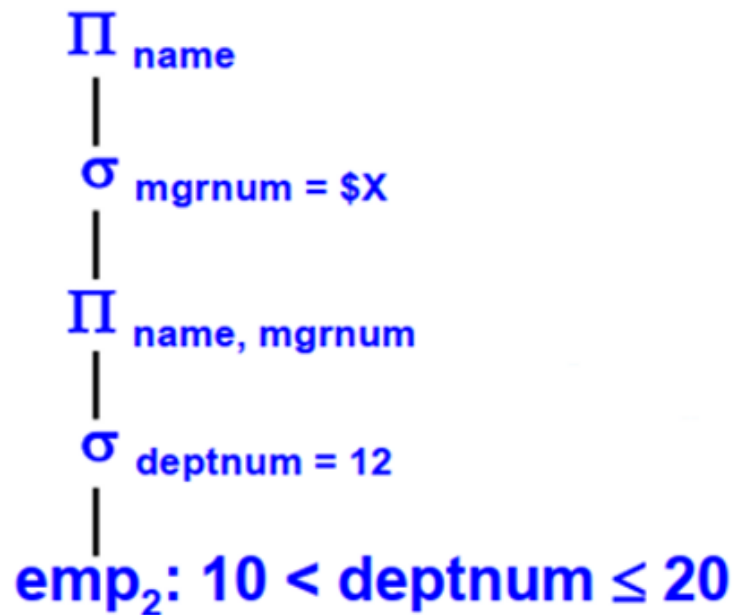 Π name
σ mgrnum = $X
Π name, mgrnum
σ deptnum = 12
emp₂: 10 < deptnum ≤ 20